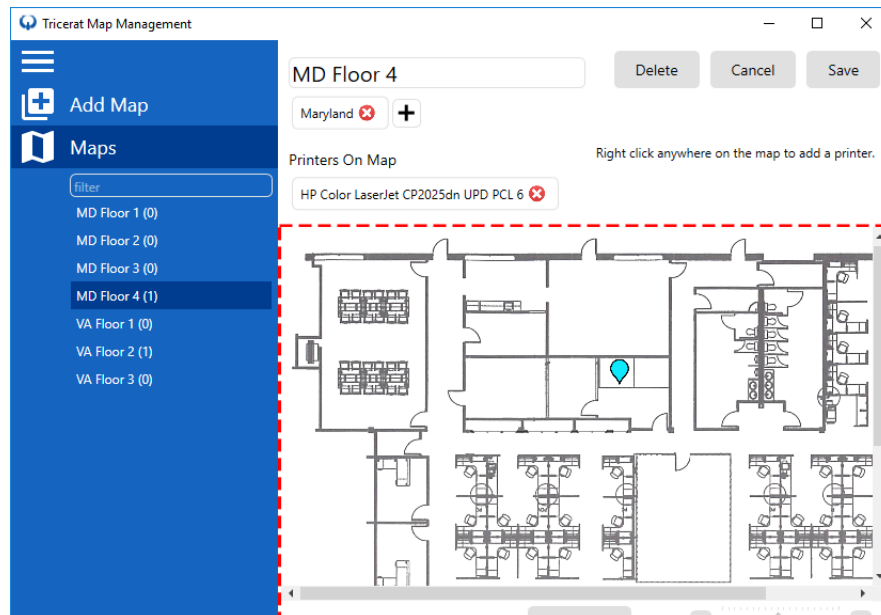 Tricerat Map Management
Add Map
Maps
filter
MD Floor 1 (0)
MD Floor 2 (0)
MD Floor 3 (0)
MD Floor 4 (1)
VA Floor 1 (0)
VA Floor 2 (1)
VA Floor 3 (0)
MD Floor 4
Delete
Cancel
Save
Maryland
Printers On Map
Right click anywhere on the map to add a printer.
HP Color LaserJet CP2025dn UPD PCL 6